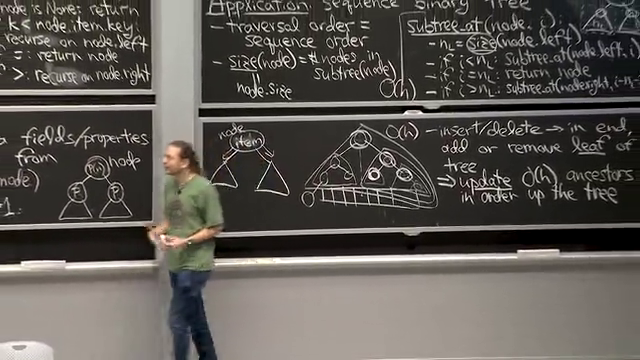 node is None: return
k < node.item.key
recurse on node.left
=: return node
>: recurse on node.right
fields/properties
from
node
node)
Application: sequence binary tree
- traversal order =
sequence order
- size(node) = # nodes in
subtree(node)
node.size
O(h)
subtree_at(node, i):
- nL = size(node.left)
- if i < nL: subtree_at(node.left, i)
- if i = nL: return node
- if i > nL: subtree_at(node.right, i-
node
item
O(h)
- insert/delete → in end,
add or remove leaf of
tree
⇒ update O(h) ancestors
in order up the tree